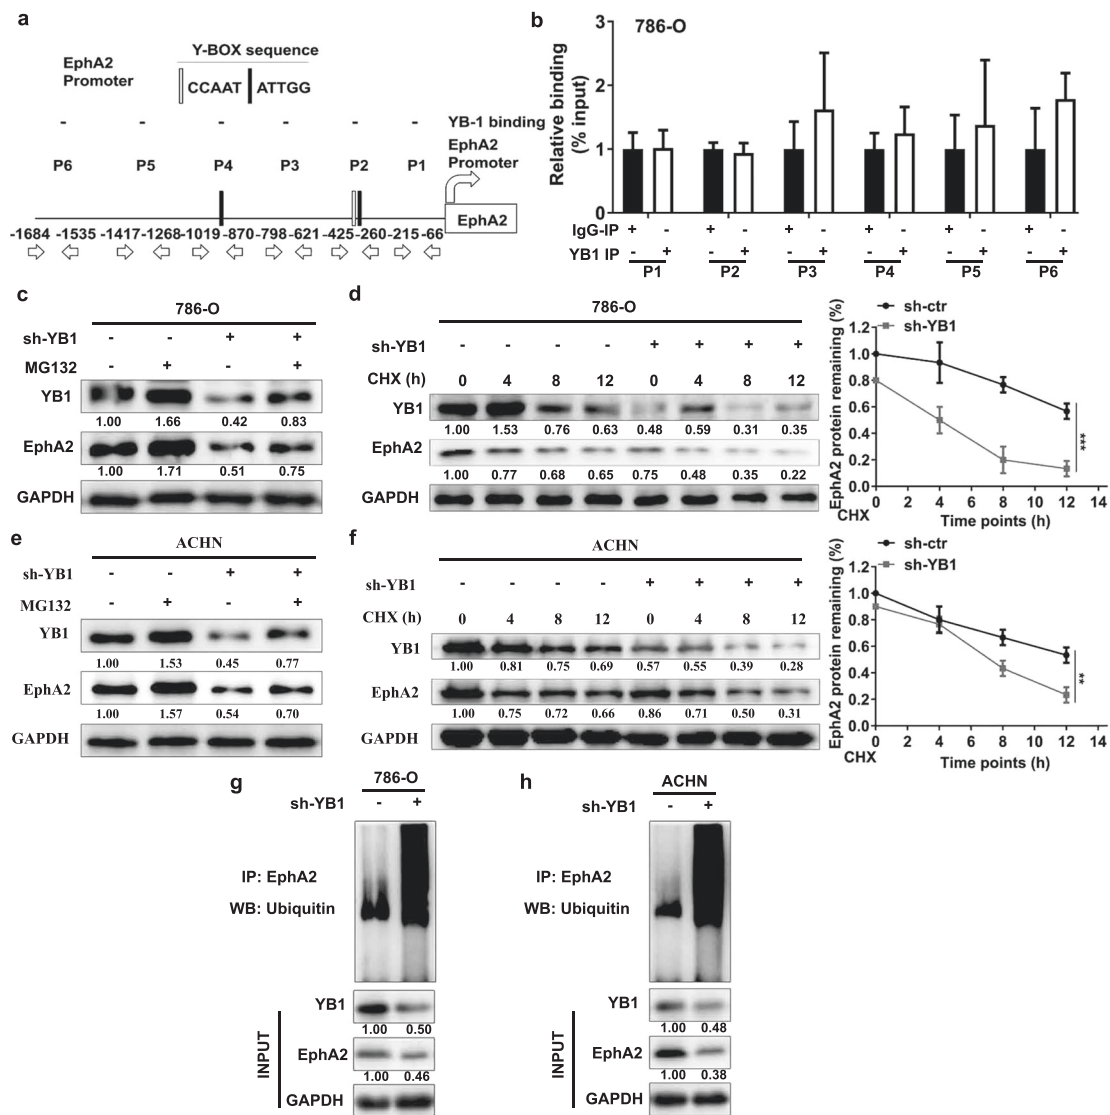 a
EphA2 Promoter
Y-BOX sequence
CCAAT ATTGG
- - - - - - YB-1 binding
P6 P5 P4 P3 P2 P1
EphA2 Promoter
EphA2
-1684 -1535 -1417 -1268 -1019 -870 -798 -621 -425 -260 -215 -66
b
786-O
Relative binding (% input)
3
2
1
0
IgG-IP + - + - + - + - + - + -
YB1 IP - + - + - + - + - + - +
P1 P2 P3 P4 P5 P6
c
786-O
sh-YB1 - - + +
MG132 - + - +
YB1
1.00 1.66 0.42 0.83
EphA2
1.00 1.71 0.51 0.75
GAPDH
d
786-O
sh-YB1 - - - - + + + +
CHX (h) 0 4 8 12 0 4 8 12
YB1
1.00 1.53 0.76 0.63 0.48 0.59 0.31 0.35
EphA2
1.00 0.77 0.68 0.65 0.75 0.48 0.35 0.22
GAPDH
sh-ctr
sh-YB1
EphA2 protein remaining (%)
1.2
1.0
0.8
0.6
0.4
0.2
0.0
***
0 2 4 6 8 10 12 14
CHX
Time points (h)
e
ACHN
sh-YB1 - - + +
MG132 - + - +
YB1
1.00 1.53 0.45 0.77
EphA2
1.00 1.57 0.54 0.70
GAPDH
f
ACHN
sh-YB1 - - - - + + + +
CHX (h) 0 4 8 12 0 4 8 12
YB1
1.00 0.81 0.75 0.69 0.57 0.55 0.39 0.28
EphA2
1.00 0.75 0.72 0.66 0.86 0.71 0.50 0.31
GAPDH
sh-ctr
sh-YB1
EphA2 protein remaining (%)
1.2
1.0
0.8
0.6
0.4
0.2
0.0
**
0 2 4 6 8 10 12 14
CHX
Time points (h)
g
786-O
sh-YB1 - +
IP: EphA2
WB: Ubiquitin
INPUT
YB1
1.00 0.50
EphA2
1.00 0.46
GAPDH
h
ACHN
sh-YB1 - +
IP: EphA2
WB: Ubiquitin
INPUT
YB1
1.00 0.48
EphA2
1.00 0.38
GAPDH